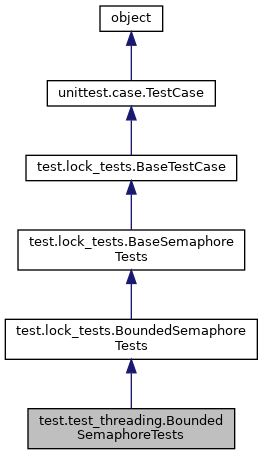 object
unittest.case.TestCase
test.lock_tests.BaseTestCase
test.lock_tests.BaseSemaphore
Tests
test.lock_tests.BoundedSemaphore
Tests
test.test_threading.Bounded
SemaphoreTests